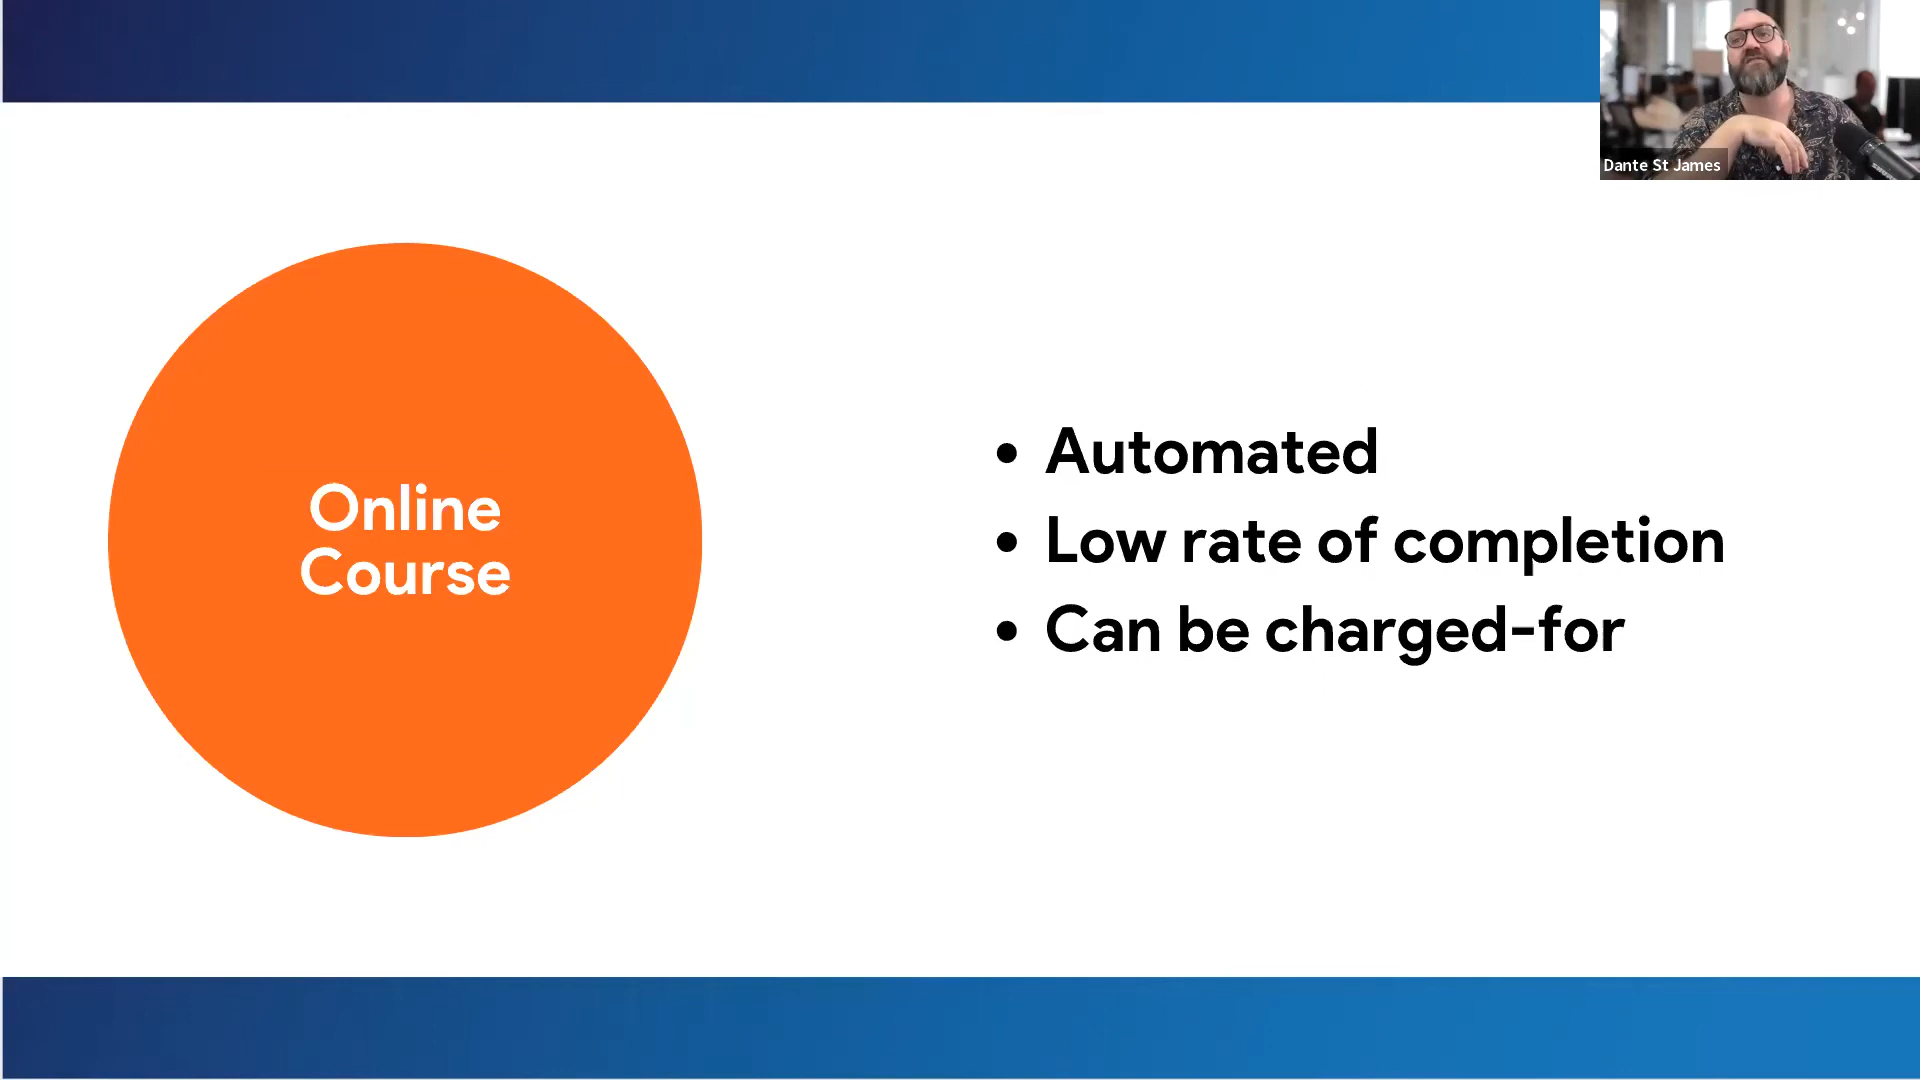 Dante St James
Online
Course
• Automated
• Low rate of completion
• Can be charged-for